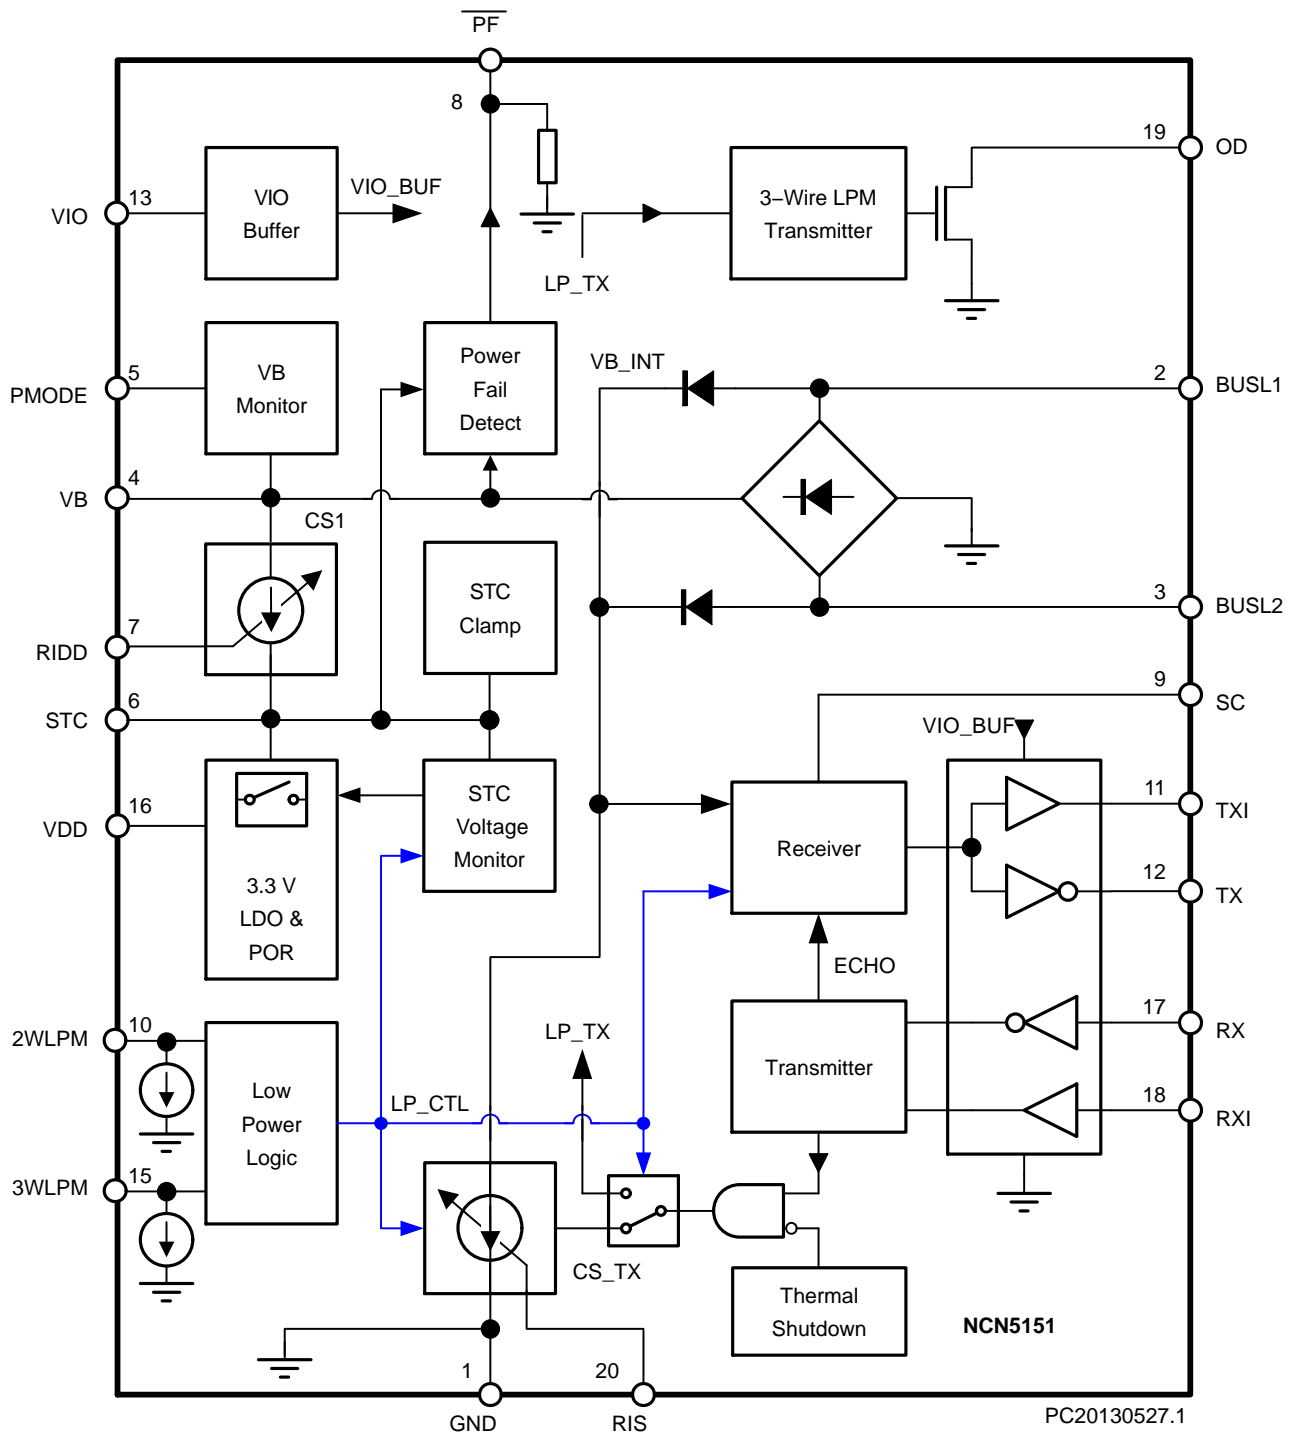 PF
8
19
OD
VIO
13
VIO
Buffer
VIO_BUF
3−Wire LPM
Transmitter
LP_TX
PMODE
5
VB
Monitor
Power
Fail
Detect
VB_INT
2
BUSL1
VB
4
CS1
STC
Clamp
3
BUSL2
RIDD
7
STC
6
9
SC
VIO_BUF
VDD
16
3.3 V
LDO &
POR
STC
Voltage
Monitor
Receiver
11
TXI
12
TX
ECHO
2WLPM
10
Low
Power
Logic
LP_CTL
LP_TX
Transmitter
17
RX
18
RXI
3WLPM
15
CS_TX
Thermal
Shutdown
NCN5151
1
GND
20
RIS
PC20130527.1